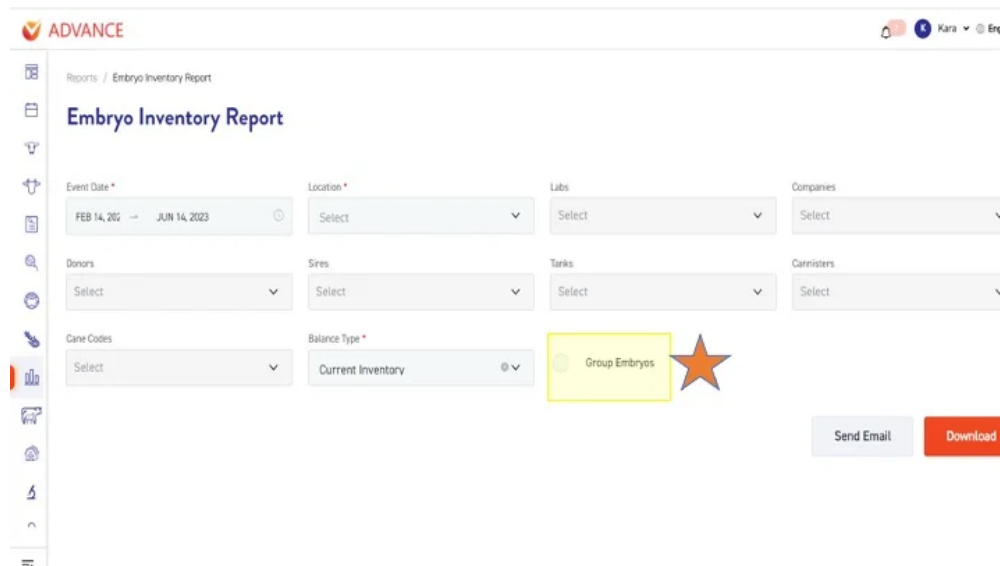 ADVANCE
K Kara
Reports / Embryo Inventory Report
Embryo Inventory Report
Event Date * Location * Labs Companies
FEB 14, 202 → JUN 14, 2023 Select Select Select
Donors Sires Tanks Cannisters
Select Select Select Select
Cane Codes Balance Type *
Select Current Inventory Group Embryos
Send Email Download